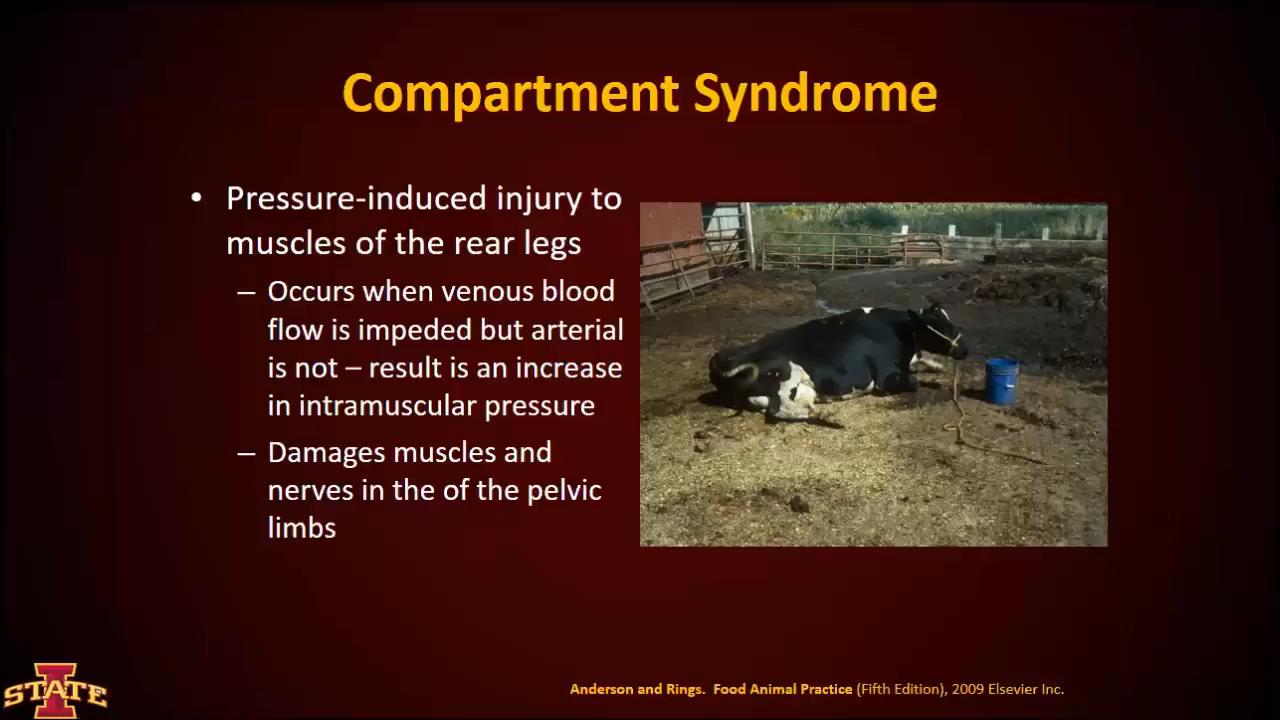 Compartment Syndrome
• Pressure-induced injury to
muscles of the rear legs
– Occurs when venous blood
flow is impeded but arterial
is not – result is an increase
in intramuscular pressure
– Damages muscles and
nerves in the of the pelvic
limbs
STATE
Anderson and Rings. Food Animal Practice (Fifth Edition), 2009 Elsevier Inc.